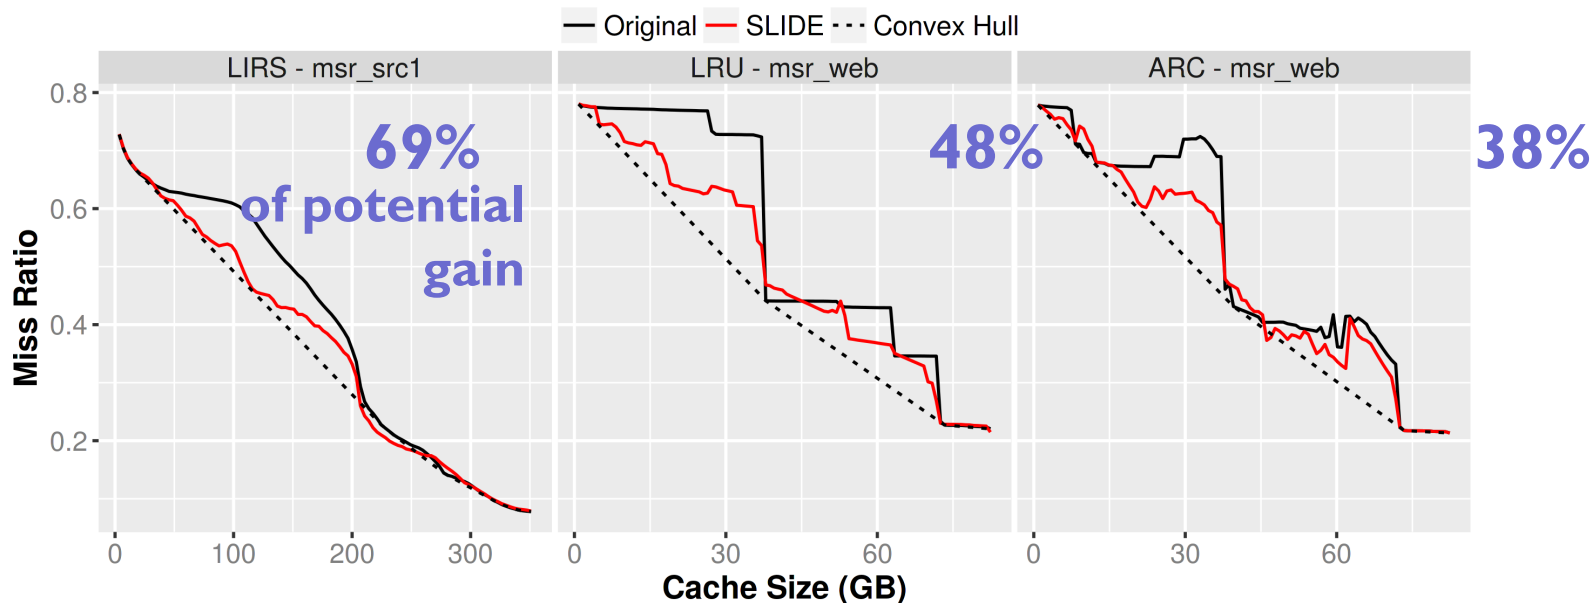 Original SLIDE Convex Hull
LIRS - msr_src1 LRU - msr_web ARC - msr_web
0.8
0.6
0.4
0.2
Miss Ratio
69%
of potential
gain
48%
38%
0 100 200 300 0 30 60 0 30 60
Cache Size (GB)